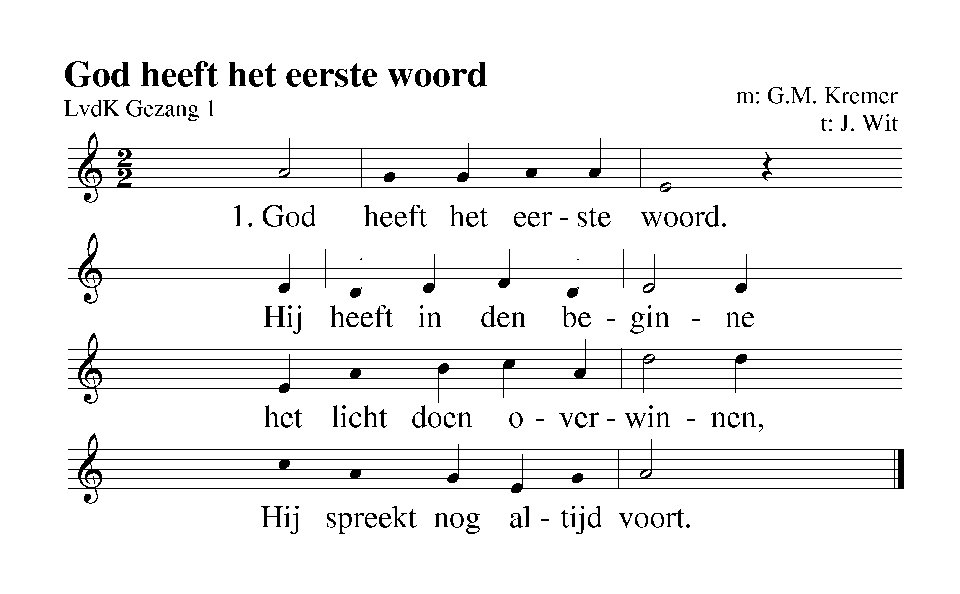 God heeft het eerste woord
LvdK Gezang 1
m: G.M. Kremer
t: J. Wit
1. God heeft het eer - ste woord.
Hij heeft in den be - gin - ne
het licht doen o - ver - win - nen,
Hij spreekt nog al - tijd voort.